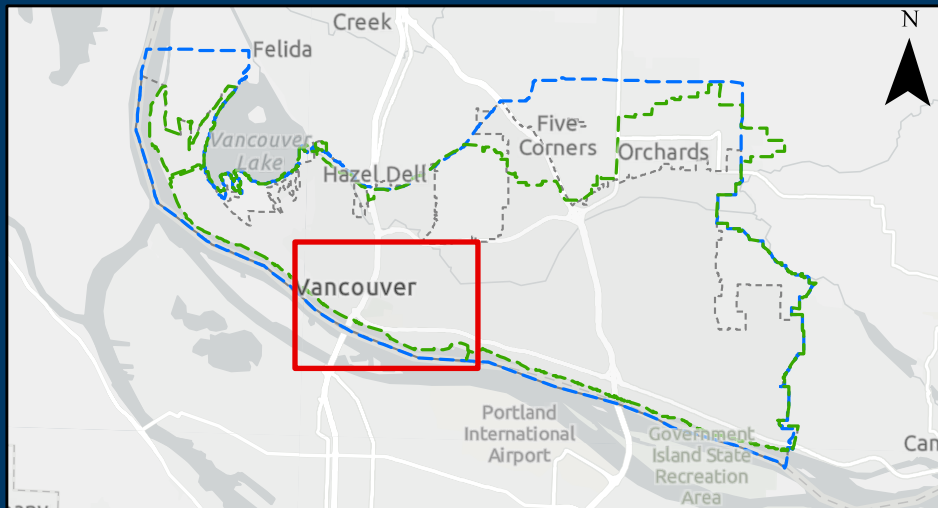 N
Creek
Felida
Vancouver
Lake
Five-
Corners
Orchards
Hazel Dell
Vancouver
Portland
International
Airport
Government
Island State
Recreation
Area
Cam